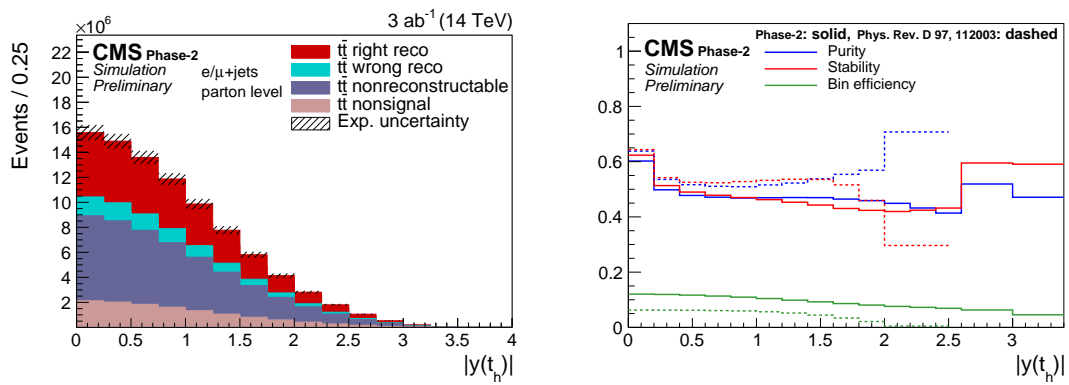 ×10⁶
3 ab⁻¹ (14 TeV)
CMS Phase-2
Simulation
Preliminary
e/μ+jets
parton level
tt̄ right reco
tt̄ wrong reco
tt̄ nonreconstructable
tt̄ nonsignal
Exp. uncertainty
Events / 0.25
22
20
18
16
14
12
10
8
6
4
2
0 0.5 1 1.5 2 2.5 3 3.5 4
|y(t_h)|
Phase-2: solid, Phys. Rev. D 97, 112003: dashed
CMS Phase-2
Simulation
Preliminary
Purity
Stability
Bin efficiency
1
0.8
0.6
0.4
0.2
0
0 0.5 1 1.5 2 2.5 3
|y(t_h)|